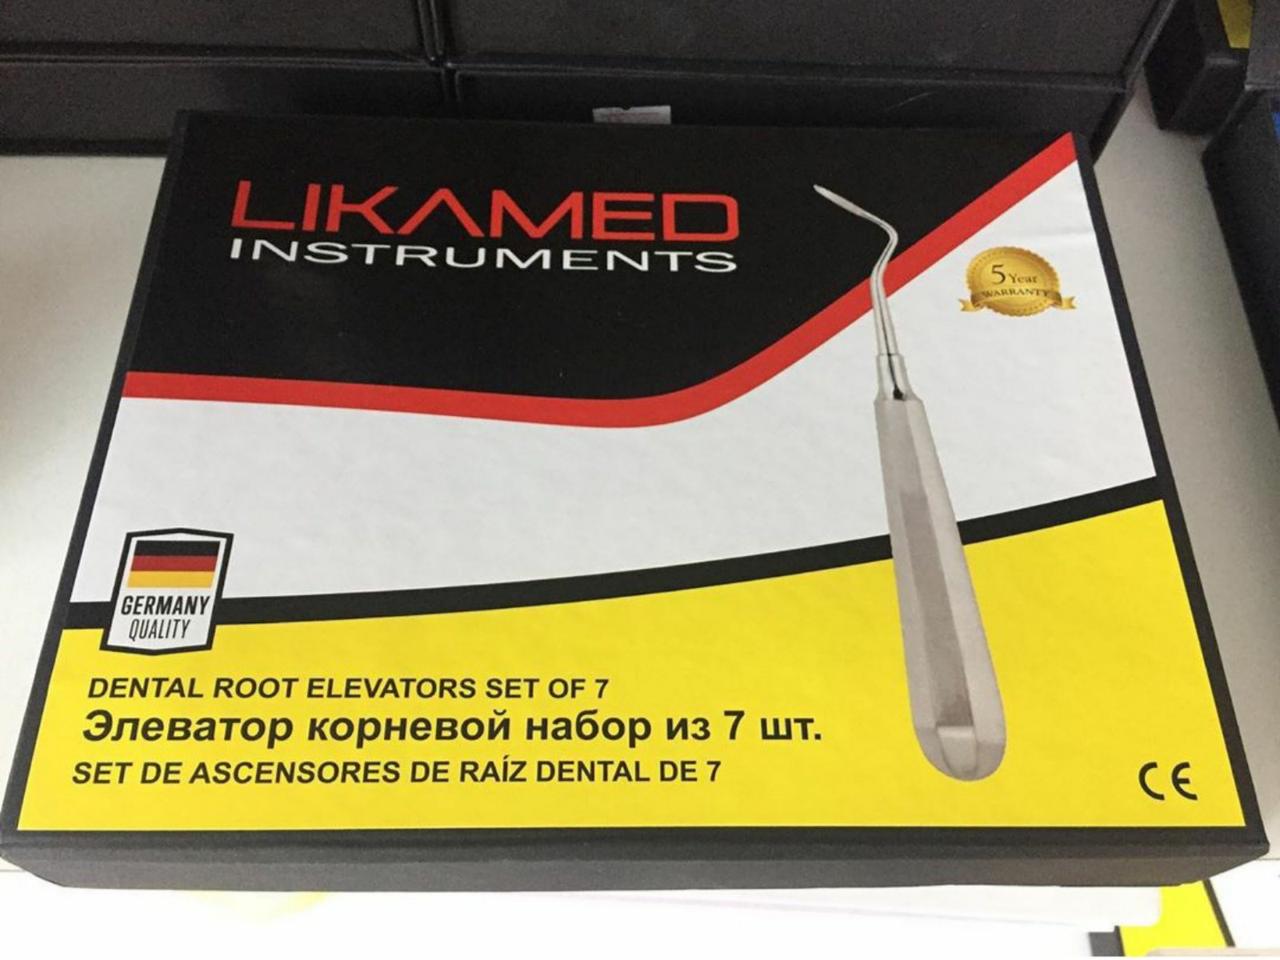 LIKAMED
INSTRUMENTS
5 Year
WARRANTY
GERMANY
QUALITY
DENTAL ROOT ELEVATORS SET OF 7
Элеватор корневой набор из 7 шт.
SET DE ASCENSORES DE RAÍZ DENTAL DE 7
CE